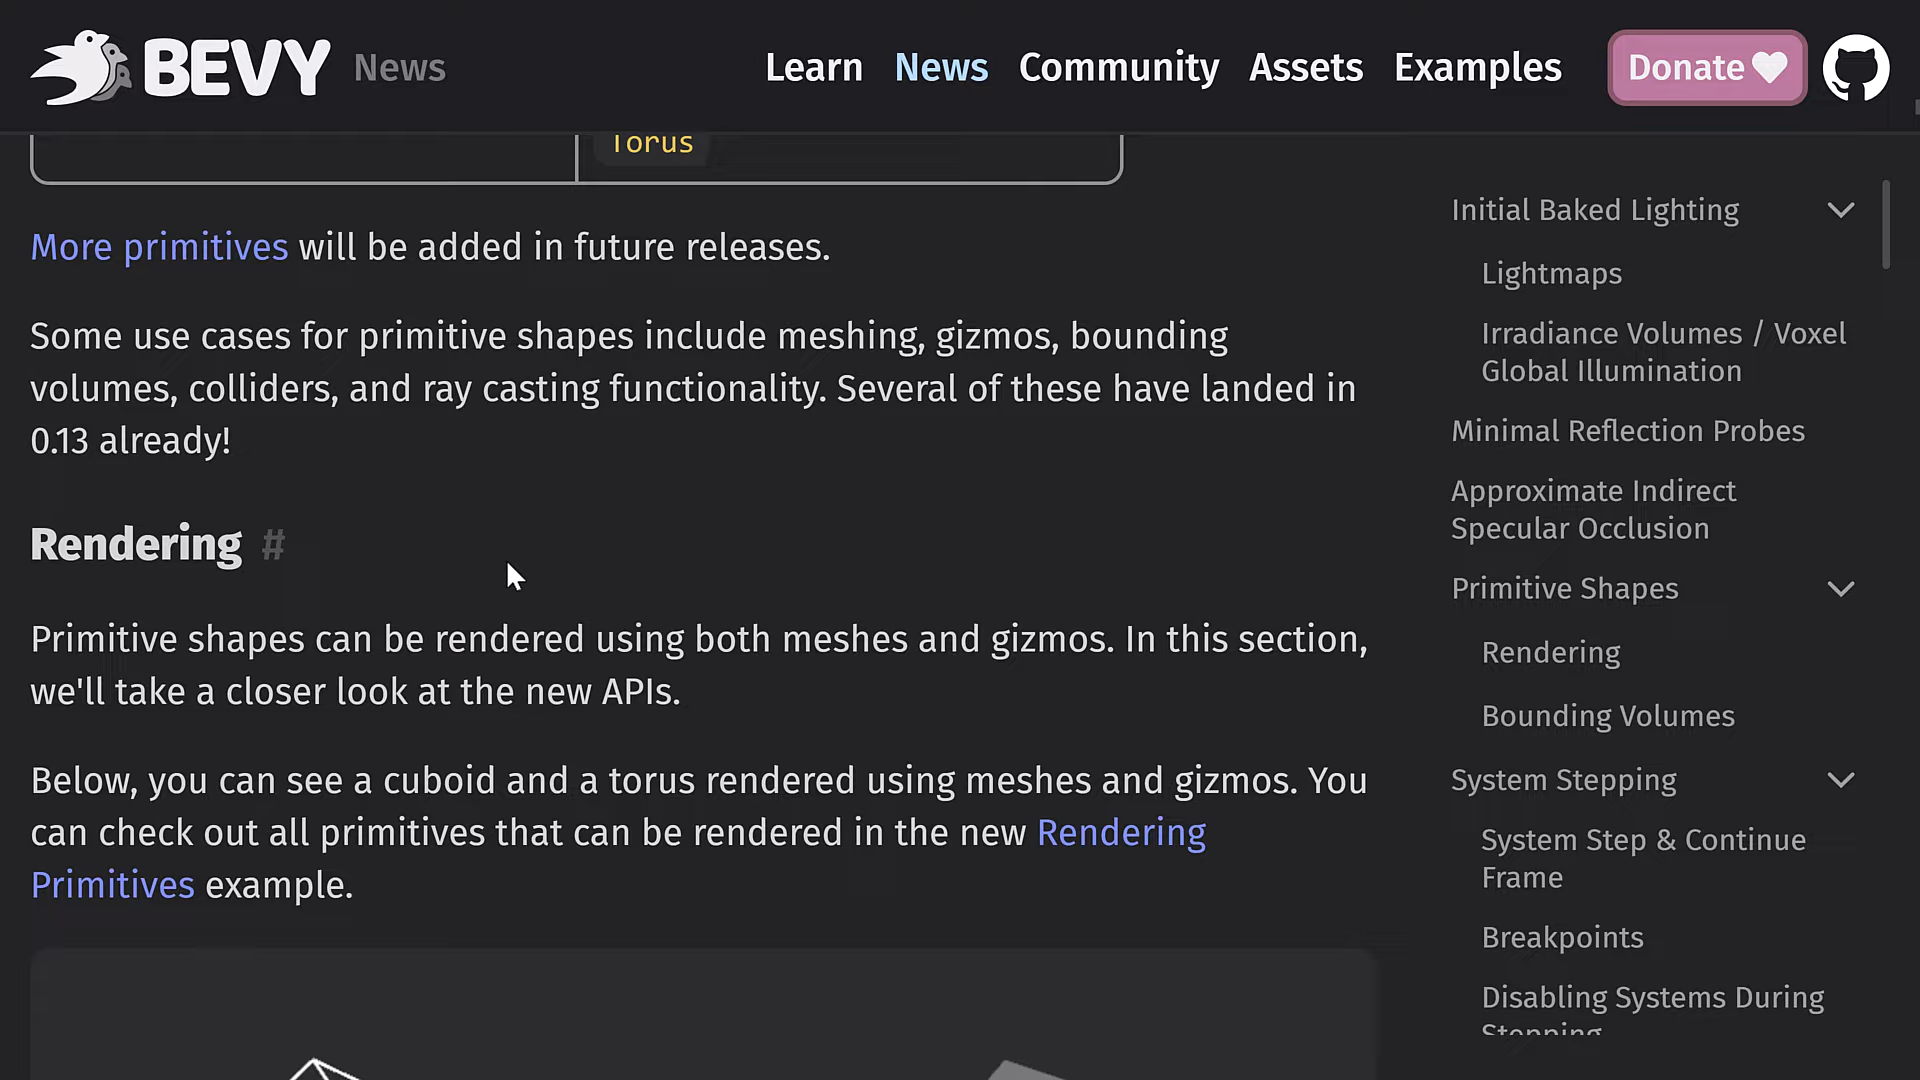 BEVY News Learn News Community Assets Examples Donate
Torus
More primitives will be added in future releases.
Some use cases for primitive shapes include meshing, gizmos, bounding
volumes, colliders, and ray casting functionality. Several of these have landed in
0.13 already!
Rendering #
Primitive shapes can be rendered using both meshes and gizmos. In this section,
we'll take a closer look at the new APIs.
Below, you can see a cuboid and a torus rendered using meshes and gizmos. You
can check out all primitives that can be rendered in the new Rendering
Primitives example.
Initial Baked Lighting
Lightmaps
Irradiance Volumes / Voxel
Global Illumination
Minimal Reflection Probes
Approximate Indirect
Specular Occlusion
Primitive Shapes
Rendering
Bounding Volumes
System Stepping
System Step & Continue
Frame
Breakpoints
Disabling Systems During
Stepping